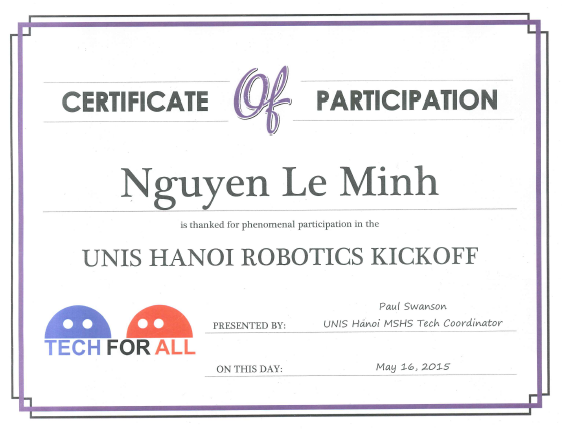 CERTIFICATE Of PARTICIPATION
Nguyen Le Minh
is thanked for phenomenal participation in the
UNIS HANOI ROBOTICS KICKOFF
Paul Swanson
PRESENTED BY: UNIS Hanoi MSHS Tech Coordinator
TECH FOR ALL
ON THIS DAY: May 16, 2015